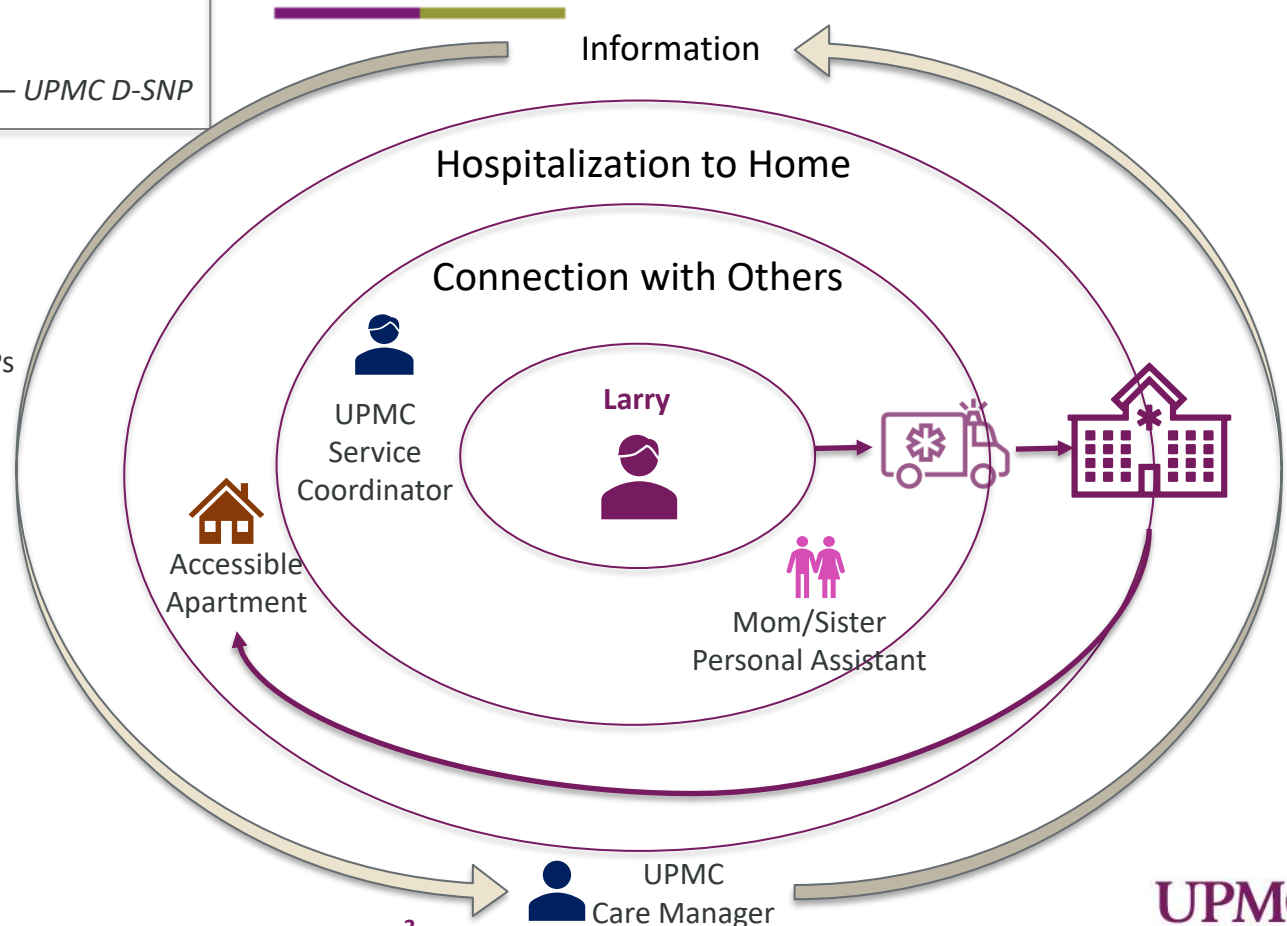 Information
– UPMC D-SNP
Hospitalization to Home
Connection with Others
Larry
UPMC
Service
Coordinator
Accessible
Apartment
Mom/Sister
Personal Assistant
UPMC
Care Manager